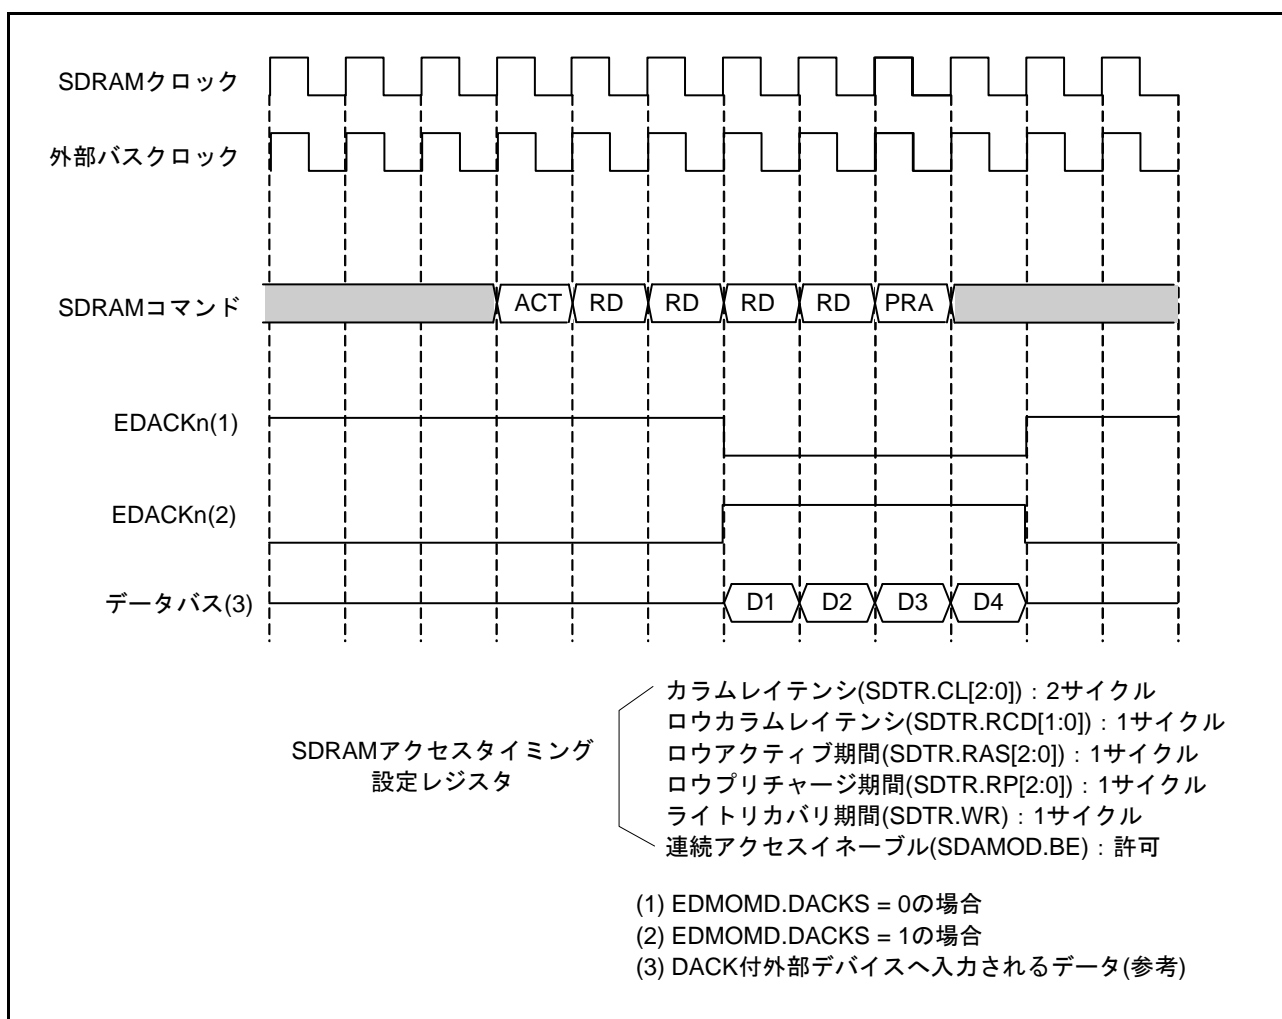 SDRAMクロック
外部バスクロック
SDRAMコマンド
ACT RD RD RD RD PRA
EDACKn(1)
EDACKn(2)
データバス(3)
D1 D2 D3 D4
SDRAMアクセスタイミング
設定レジスタ
カラムレイテンシ(SDTR.CL[2:0]):2サイクル
ロウカラムレイテンシ(SDTR.RCD[1:0]):1サイクル
ロウアクティブ期間(SDTR.RAS[2:0]):1サイクル
ロウプリチャージ期間(SDTR.RP[2:0]):1サイクル
ライトリカバリ期間(SDTR.WR):1サイクル
連続アクセスイネーブル(SDAMOD.BE):許可
(1) EDMOMD.DACKS = 0の場合
(2) EDMOMD.DACKS = 1の場合
(3) DACK付外部デバイスへ入力されるデータ(参考)